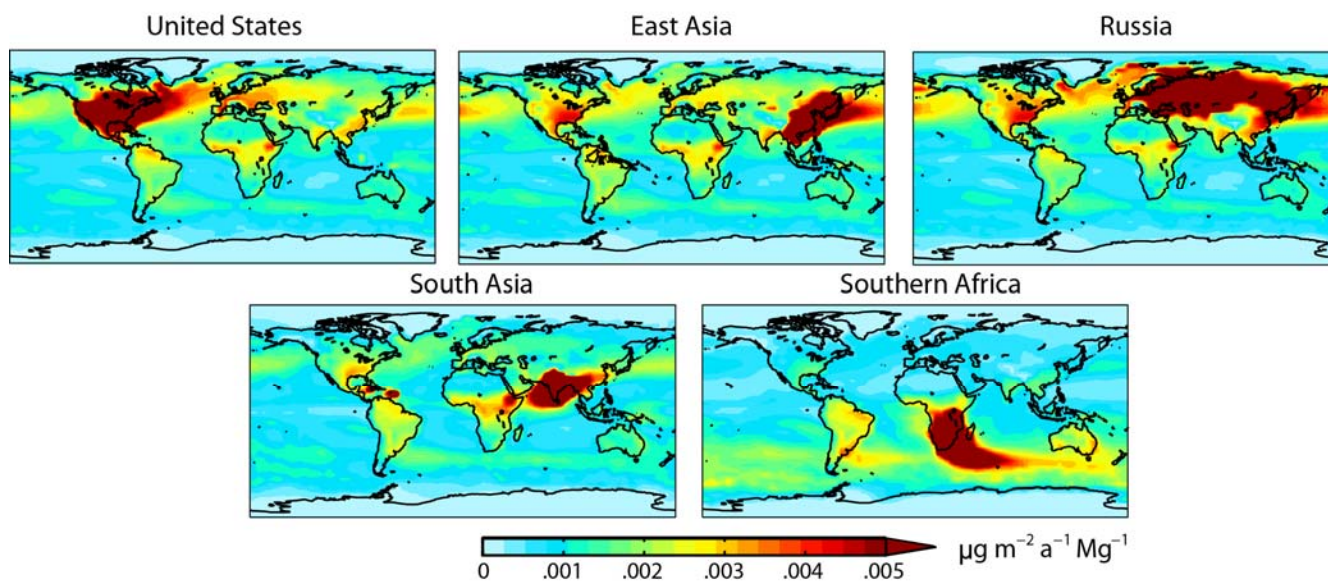 United States
East Asia
Russia
South Asia
Southern Africa
0 .001 .002 .003 .004 .005
µg m⁻² a⁻¹ Mg⁻¹